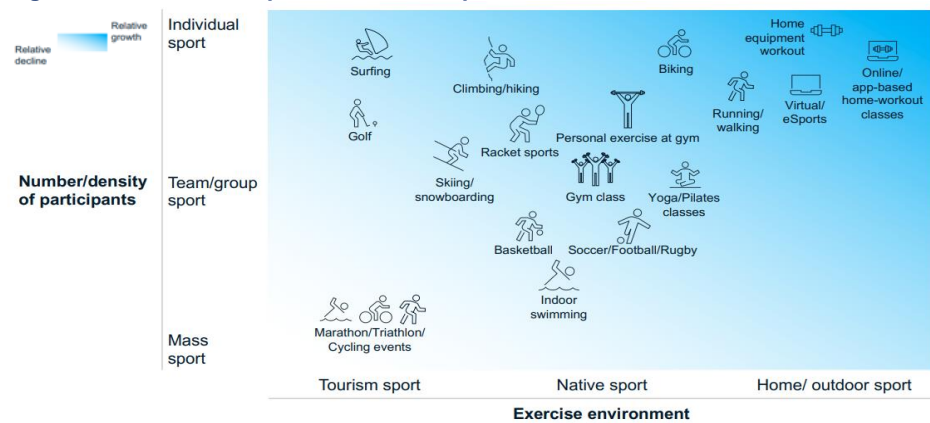 Relative
growth
Relative
decline
Individual
sport
Number/density
of participants
Team/group
sport
Mass
sport
Surfing
Climbing/hiking
Biking
Home
equipment
workout
Online/
app-based
home-workout
classes
Golf
Racket sports
Personal exercise at gym
Running/
walking
Virtual/
eSports
Skiing/
snowboarding
Gym class
Yoga/Pilates
classes
Basketball
Soccer/Football/Rugby
Indoor
swimming
Marathon/Triathlon/
Cycling events
Tourism sport
Native sport
Home/ outdoor sport
Exercise environment